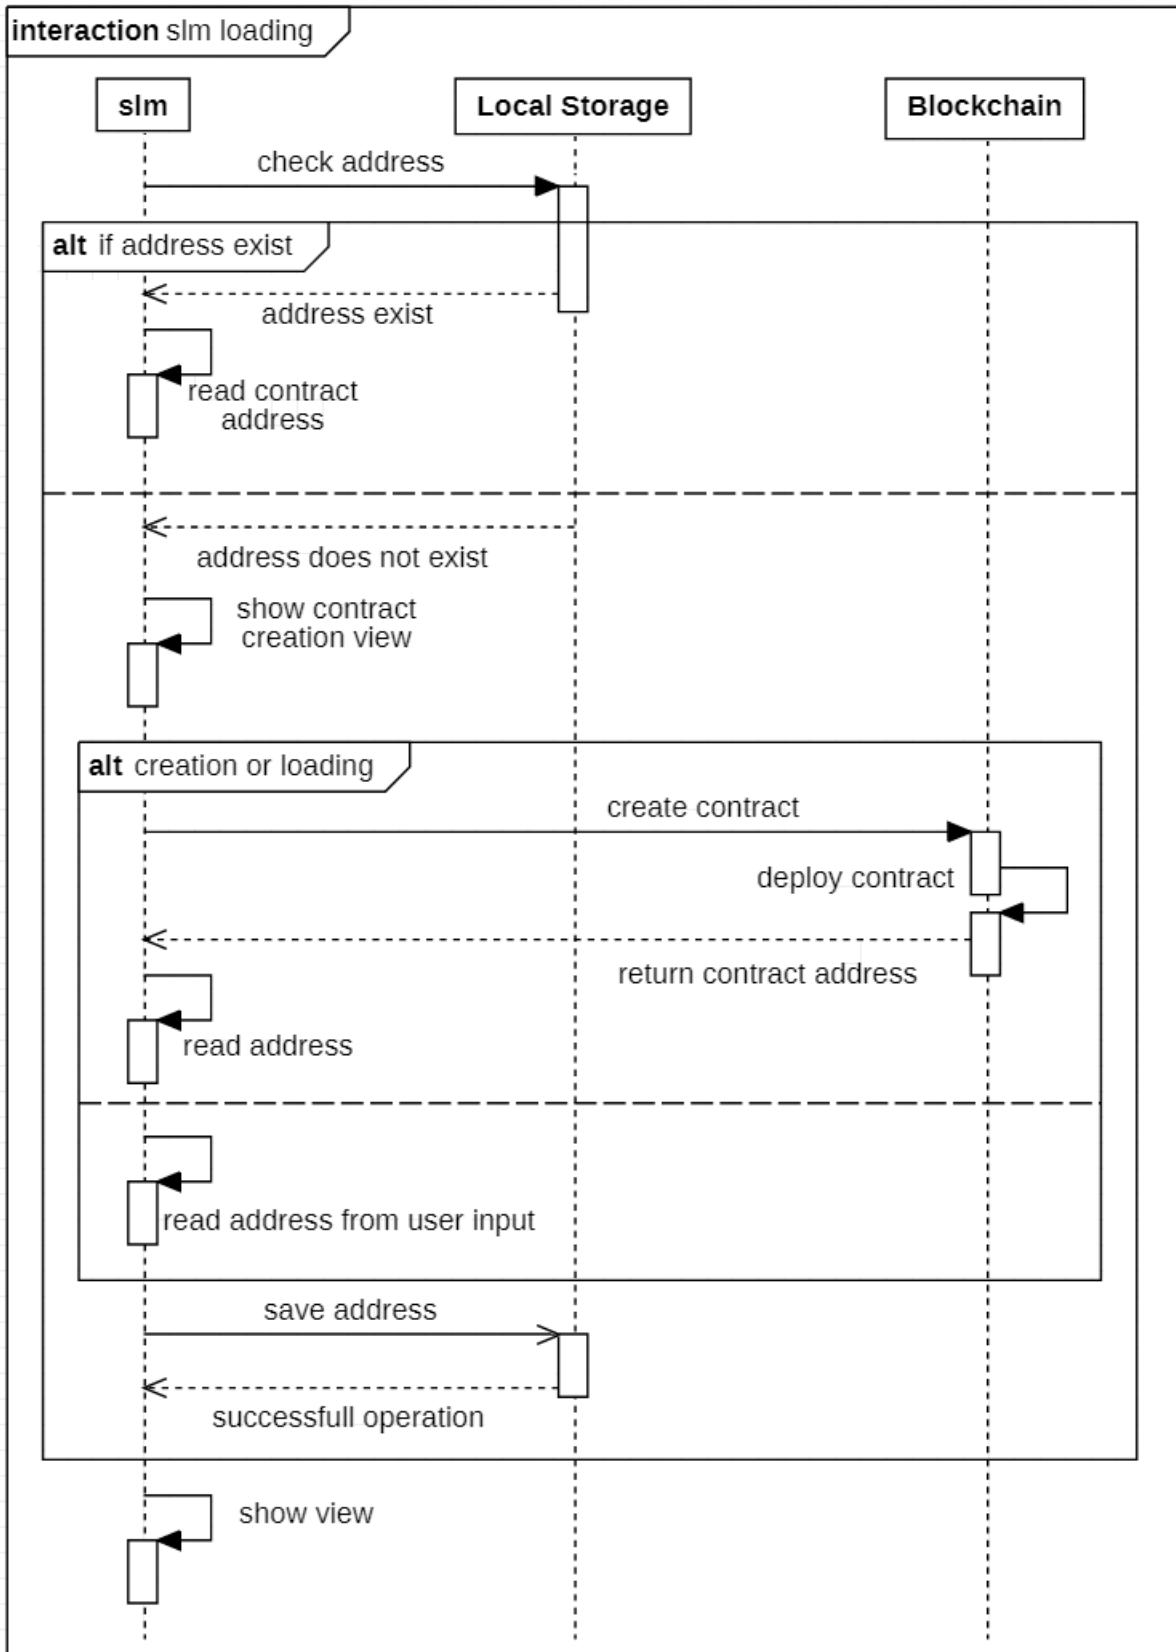 interaction slm loading
slm
Local Storage
Blockchain
check address
alt if address exist
address exist
read contract
address
address does not exist
show contract
creation view
alt creation or loading
create contract
deploy contract
return contract address
read address
read address from user input
save address
successfull operation
show view